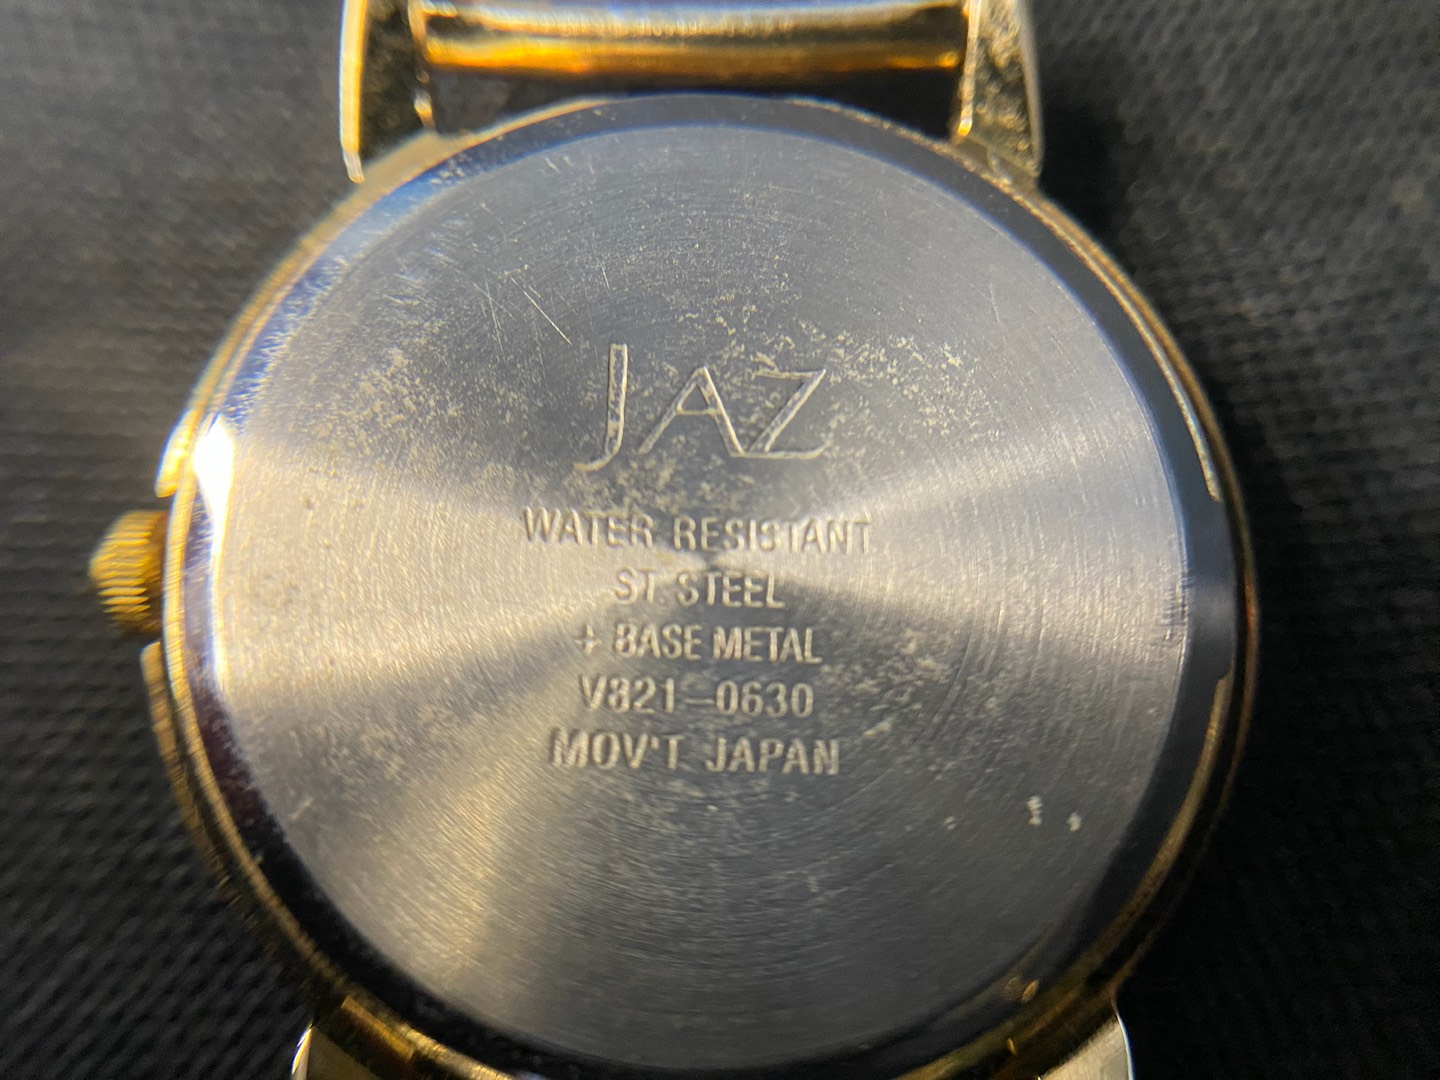 JAZ
WATER RESISTANT
ST. STEEL
+ BASE METAL
V821-0630
MOV'T JAPAN